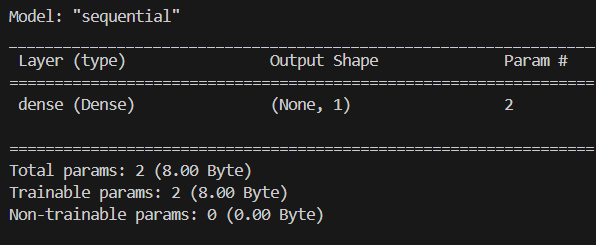 Model: "sequential"
_________________________________________________________________
Layer (type) Output Shape Param #
=================================================================
dense (Dense) (None, 1) 2
=================================================================
Total params: 2 (8.00 Byte)
Trainable params: 2 (8.00 Byte)
Non-trainable params: 0 (0.00 Byte)